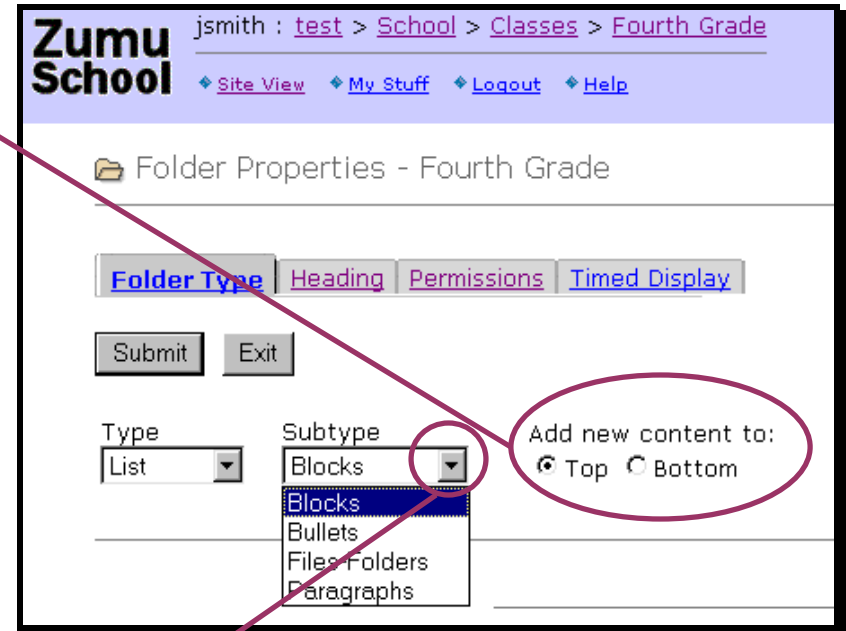 Zumu School
jsmith : test > School > Classes > Fourth Grade
Site View My Stuff Logout Help
Folder Properties - Fourth Grade
Folder Type Heading Permissions Timed Display
Submit Exit
Type Subtype Add new content to:
List Blocks Top Bottom
Blocks
Bullets
Files Folders
Paragraphs